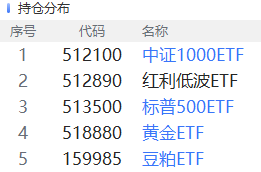 持仓分布
序号 代码 名称
1 512100 中证1000ETF
2 512890 红利低波ETF
3 513500 标普500ETF
4 518880 黄金ETF
5 159985 豆粕ETF